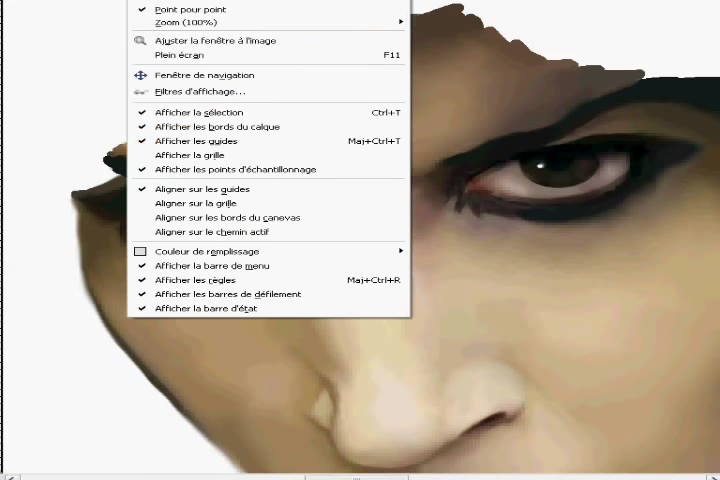 Point pour point
Zoom (100%)
Ajuster la fenêtre à l'image
Plein écran F11
Fenêtre de navigation
Filtres d'affichage...
Afficher la sélection Ctrl+T
Afficher les bords du calque
Afficher les guides Maj+Ctrl+T
Afficher la grille
Afficher les points d'échantillonnage
Aligner sur les guides
Aligner sur la grille
Aligner sur les bords du canevas
Aligner sur le chemin actif
Couleur de remplissage
Afficher la barre de menu
Afficher les règles Maj+Ctrl+R
Afficher les barres de défilement
Afficher la barre d'état